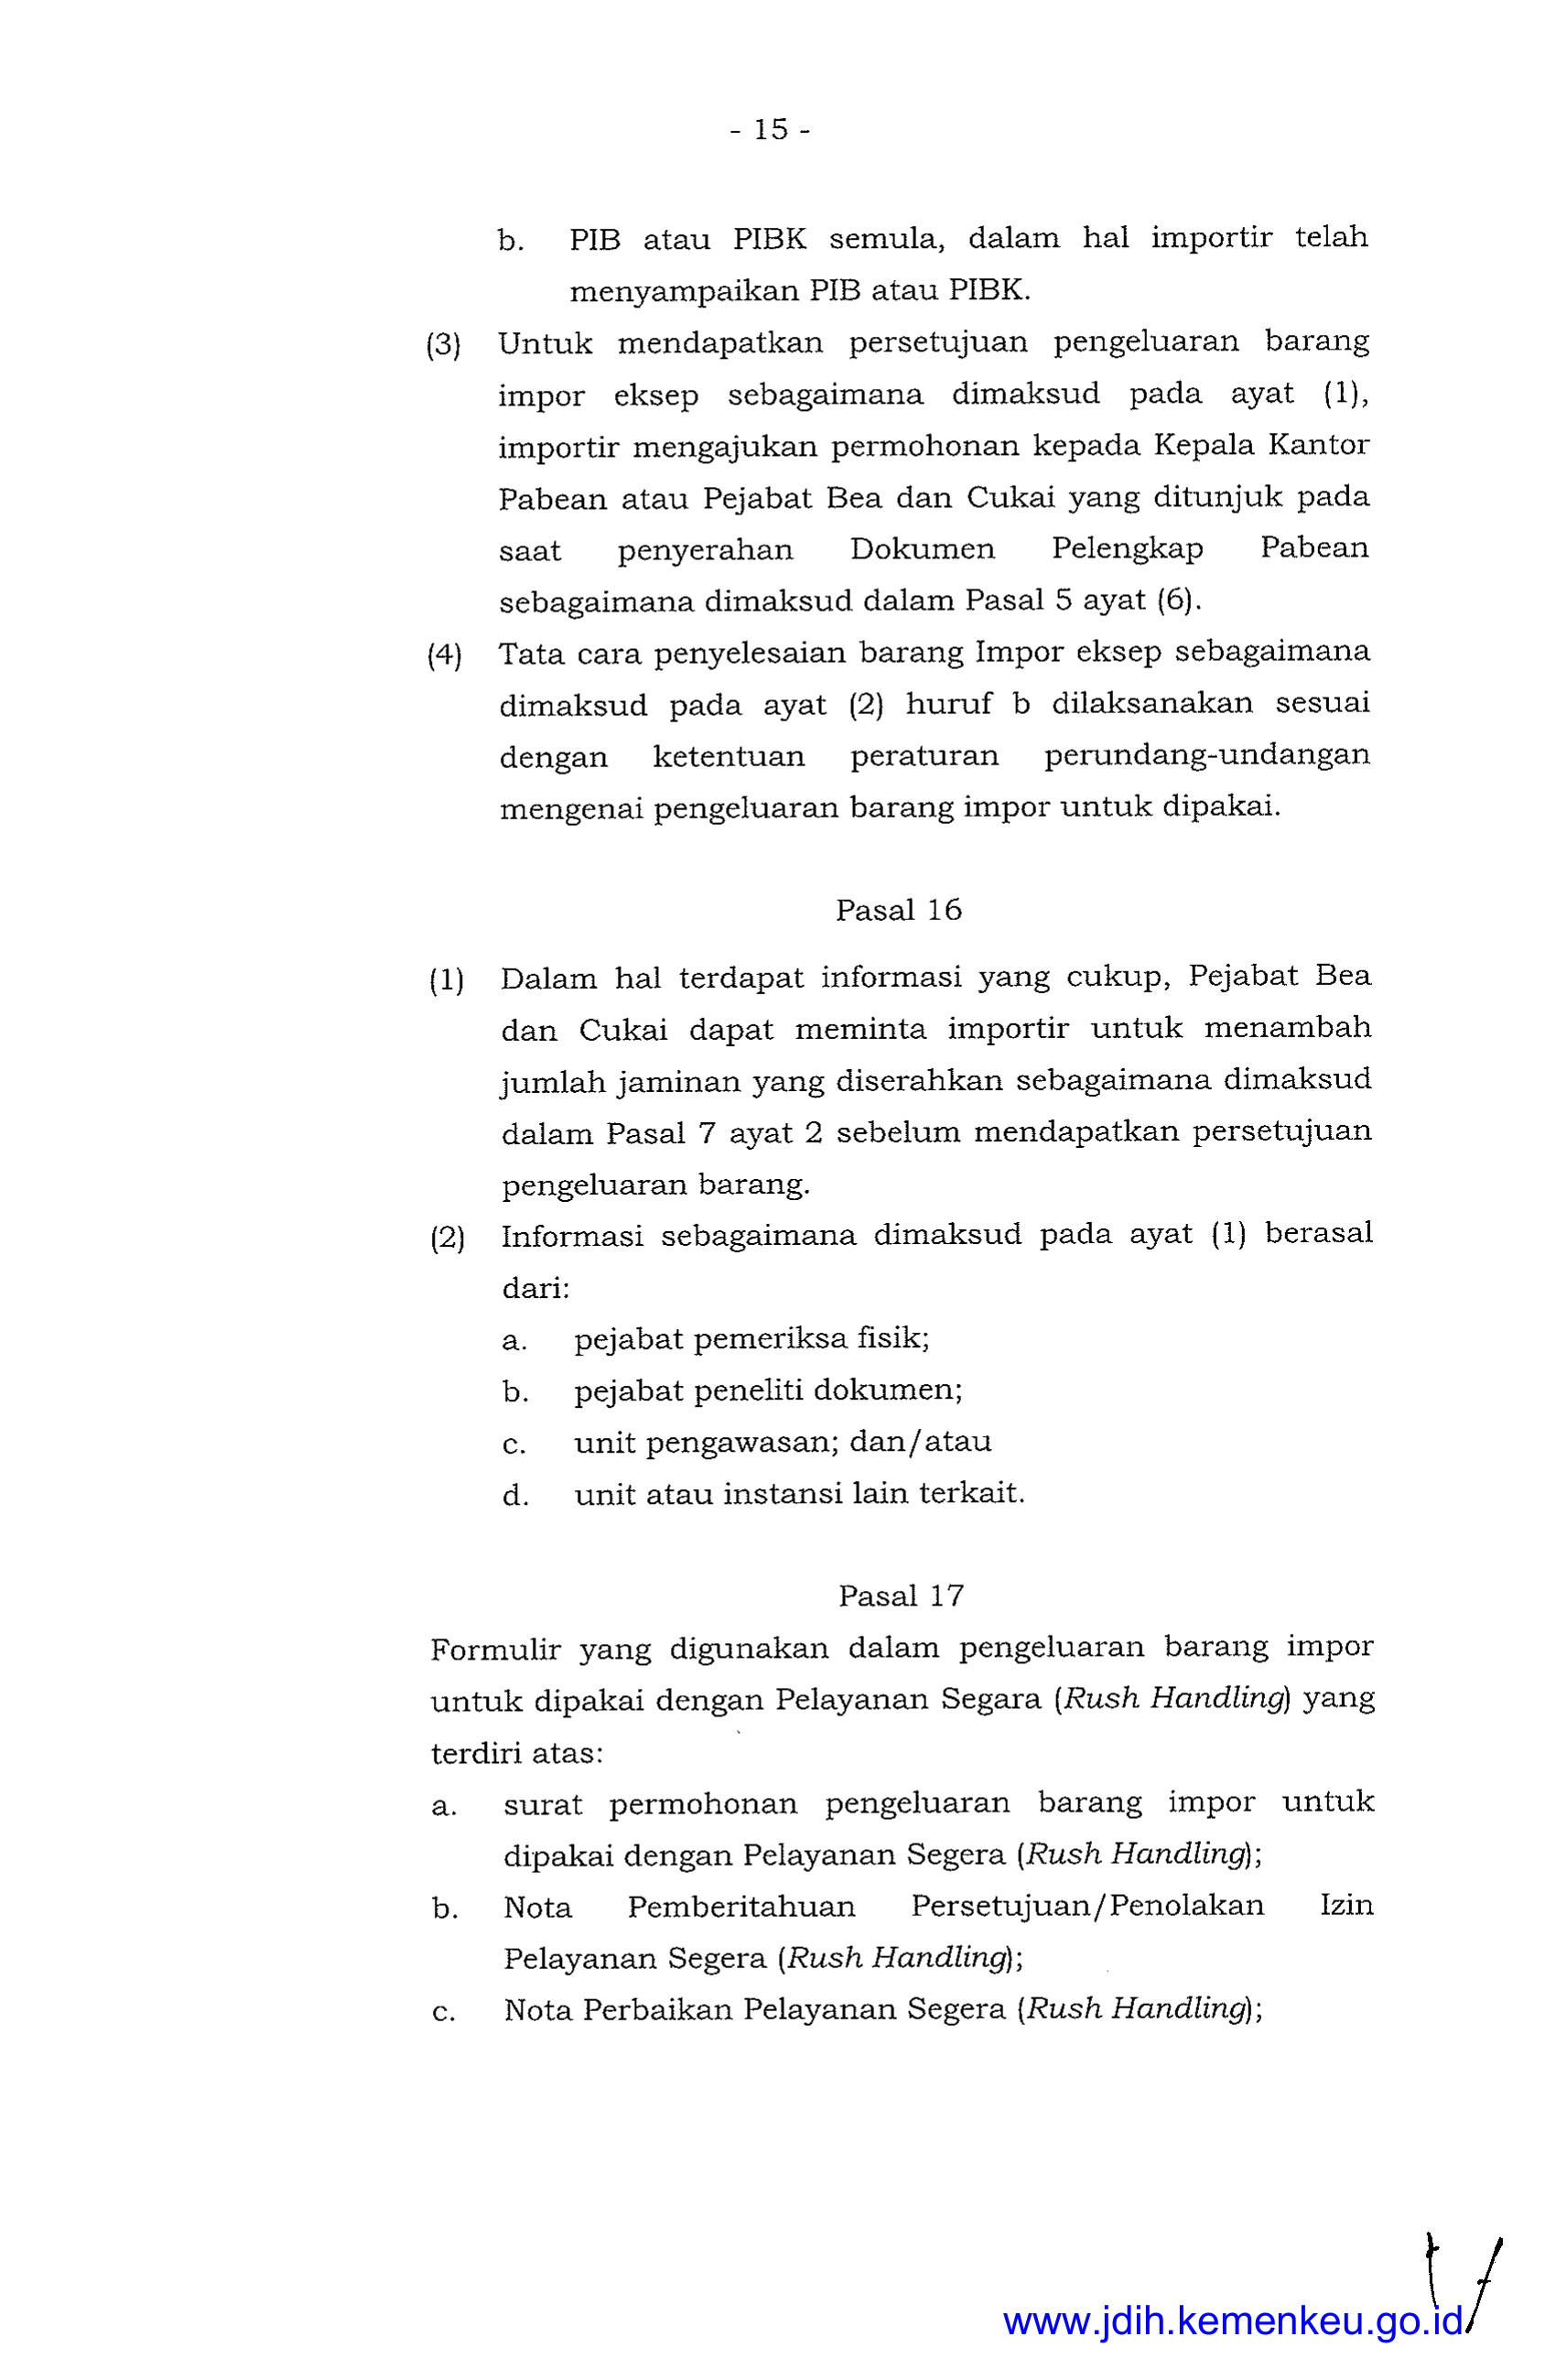 - 15 -
b. PIB atau PIBK semula, dalam hal importir telah
menyampaikan PIB atau PIBK.
(3) Untuk mendapatkan persetujuan pengeluaran barang
impor eksep sebagaimana dimaksud pada ayat (1),
importir mengajukan permohonan kepada Kepala Kantor
Pabean atau Pejabat Bea dan Cukai yang ditunjuk pada
saat penyerahan Dokumen Pelengkap Pabean
sebagaimana dimaksud dalam Pasal 5 ayat (6).
(4) Tata cara penyelesaian barang Impor eksep sebagaimana
dimaksud pada ayat (2) huruf b dilaksanakan sesuai
dengan ketentuan peraturan perundang-undangan
mengenai pengeluaran barang impor untuk dipakai.
Pasal 16
(1) Dalam hal terdapat informasi yang cukup, Pejabat Bea
dan Cukai dapat meminta importir untuk menambah
jumlah jaminan yang diserahkan sebagaimana dimaksud
dalam Pasal 7 ayat 2 sebelum mendapatkan persetujuan
pengeluaran barang.
(2) Informasi sebagaimana dimaksud pada ayat (1) berasal
dari:
a. pejabat pemeriksa fisik;
b. pejabat peneliti dokumen;
c. unit pengawasan; dan/atau
d. unit atau instansi lain terkait.
Pasal 17
Formulir yang digunakan dalam pengeluaran barang impor
untuk dipakai dengan Pelayanan Segara (Rush Handling) yang
terdiri atas:
a. surat permohonan pengeluaran barang impor untuk
dipakai dengan Pelayanan Segera (Rush Handling);
b. Nota Pemberitahuan Persetujuan/Penolakan Izin
Pelayanan Segera (Rush Handling);
c. Nota Perbaikan Pelayanan Segera (Rush Handling);
www.jdih.kemenkeu.go.id